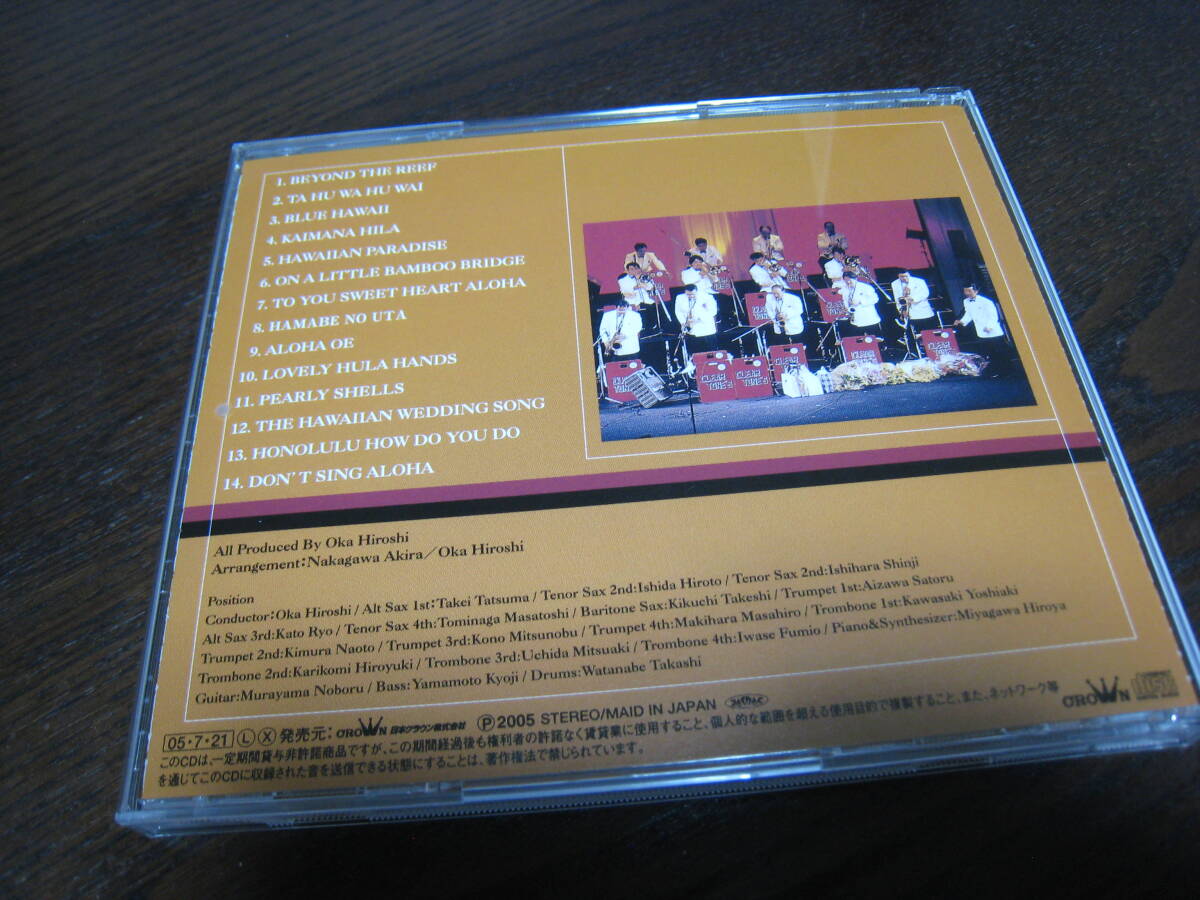 1. BEYOND THE REEF
2. TA HU WA HU WAI
3. BLUE HAWAII
4. KAIMANA HILA
5. HAWAIIAN PARADISE
6. ON A LITTLE BAMBOO BRIDGE
7. TO YOU SWEET HEART ALOHA
8. HAMABE NO UTA
9. ALOHA OE
10. LOVELY HULA HANDS
11. PEARLY SHELLS
12. THE HAWAIIAN WEDDING SONG
13. HONOLULU HOW DO YOU DO
14. DON'T SING ALOHA
CLEAR TONE'S
CLEAR TONE'S
All Produced By Oka Hiroshi
Arrangement:Nakagawa Akira/Oka Hiroshi
Position
Conductor:Oka Hiroshi / Alt Sax 1st:Takei Tatsuma / Tenor Sax 2nd:Ishida Hiroto / Tenor Sax 2nd:Ishihara Shinji
Alt Sax 3rd:Kato Ryo / Tenor Sax 4th:Tominaga Masatoshi / Baritone Sax:Kikuchi Takeshi / Trumpet 1st:Aizawa Satoru
Trumpet 2nd:Kimura Naoto / Trumpet 3rd:Kono Mitsunobu / Trumpet 4th:Makihara Masahiro / Trombone 1st:Kawasaki Yoshiaki
Trombone 2nd:Karikomi Hiroyuki / Trombone 3rd:Uchida Mitsuaki / Trombone 4th:Iwase Fumio / Piano&Synthesizer:Miyagawa Hiroya
Guitar:Murayama Noboru / Bass:Yamamoto Kyoji / Drums:Watanabe Takashi
05・7・21 Ⓛ Ⓧ 発売元: CROWN 日本クラウン株式会社 Ⓟ 2005 STEREO/MAID IN JAPAN
CROWN
このCDは、一定期間貸与非許諾商品ですが、この期間経過後も権利者の許諾なく賃貸業に使用すること、個人的な範囲を超える使用目的で複製すること、また、ネットワーク等
を通じてこのCDに収録された音を送信できる状態にすることは、著作権法で禁じられています。